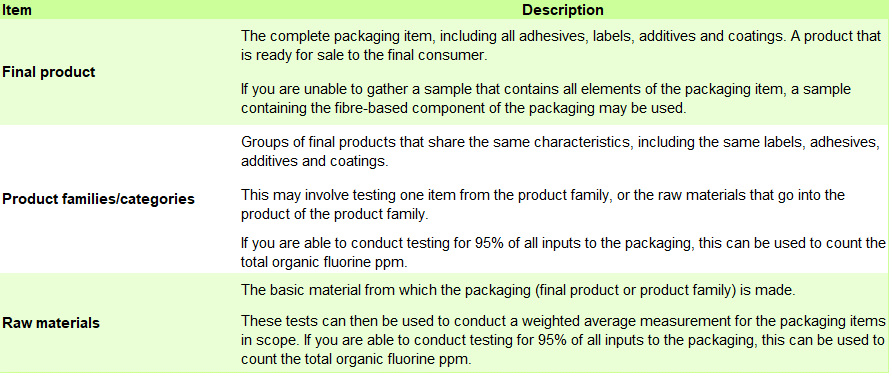 Item
Description
Final product
The complete packaging item, including all adhesives, labels, additives and coatings. A product that
is ready for sale to the final consumer.
If you are unable to gather a sample that contains all elements of the packaging item, a sample
containing the fibre-based component of the packaging may be used.
Product families/categories
Groups of final products that share the same characteristics, including the same labels, adhesives,
additives and coatings.
This may involve testing one item from the product family, or the raw materials that go into the
product of the product family.
If you are able to conduct testing for 95% of all inputs to the packaging, this can be used to count the
total organic fluorine ppm.
Raw materials
The basic material from which the packaging (final product or product family) is made.
These tests can then be used to conduct a weighted average measurement for the packaging items
in scope. If you are able to conduct testing for 95% of all inputs to the packaging, this can be used to
count the total organic fluorine ppm.